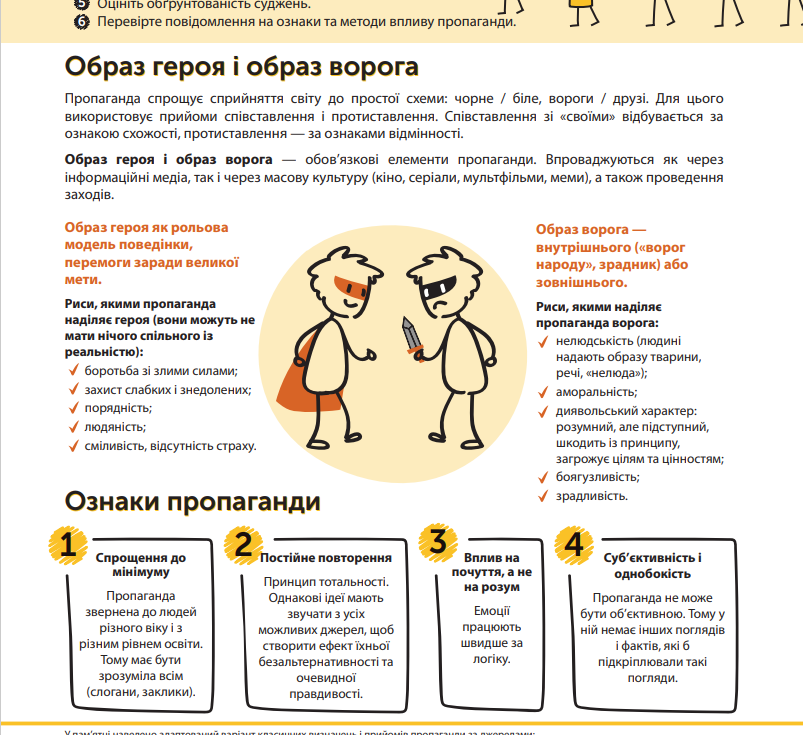 5 Оцініть обґрунтованість суджень.
6 Перевірте повідомлення на ознаки та методи впливу пропаганди.
Образ героя і образ ворога
Пропаганда спрощує сприйняття світу до простої схеми: чорне / біле, вороги / друзі. Для цього
використовує прийоми співставлення і протиставлення. Співставлення зі «своїми» відбувається за
ознакою схожості, протиставлення — за ознаками відмінності.
Образ героя і образ ворога — обов’язкові елементи пропаганди. Впроваджуються як через
інформаційні медіа, так і через масову культуру (кіно, серіали, мультфільми, меми), а також проведення
заходів.
Образ героя як рольова
модель поведінки,
перемоги заради великої
мети.
Риси, якими пропаганда
наділяє героя (вони можуть не
мати нічого спільного із
реальністю):
боротьба зі злими силами;
захист слабких і знедолених;
порядність;
людяність;
сміливість, відсутність страху.
Образ ворога —
внутрішнього («ворог
народу», зрадник) або
зовнішнього.
Риси, якими наділяє
пропаганда ворога:
нелюдськість (людині
надають образу тварини,
речі, «нелюда»);
аморальність;
диявольський характер:
розумний, але підступний,
шкодить із принципу,
загрожує цілям та цінностям;
боягузливість;
зрадливість.
Ознаки пропаганди
1
Спрощення до
мінімуму
Пропаганда
звернена до людей
різного віку і з
різним рівнем освіти.
Тому має бути
зрозуміла всім
(слогани, заклики).
2
Постійне повторення
Принцип тотальності.
Однакові ідеї мають
звучати з усіх
можливих джерел, щоб
створити ефект їхньої
безальтернативності та
очевидної
правдивості.
3
Вплив на
почуття, а не
на розум
Емоції
працюють
швидше за
логіку.
4
Суб’єктивність і
однобокість
Пропаганда не може
бути об’єктивною. Тому у
ній немає інших поглядів
і фактів, які б
підкріплювали такі
погляди.
У пам’ятці наведено адаптований варіант класичних визначень і прийомів пропаганди за джерелами: